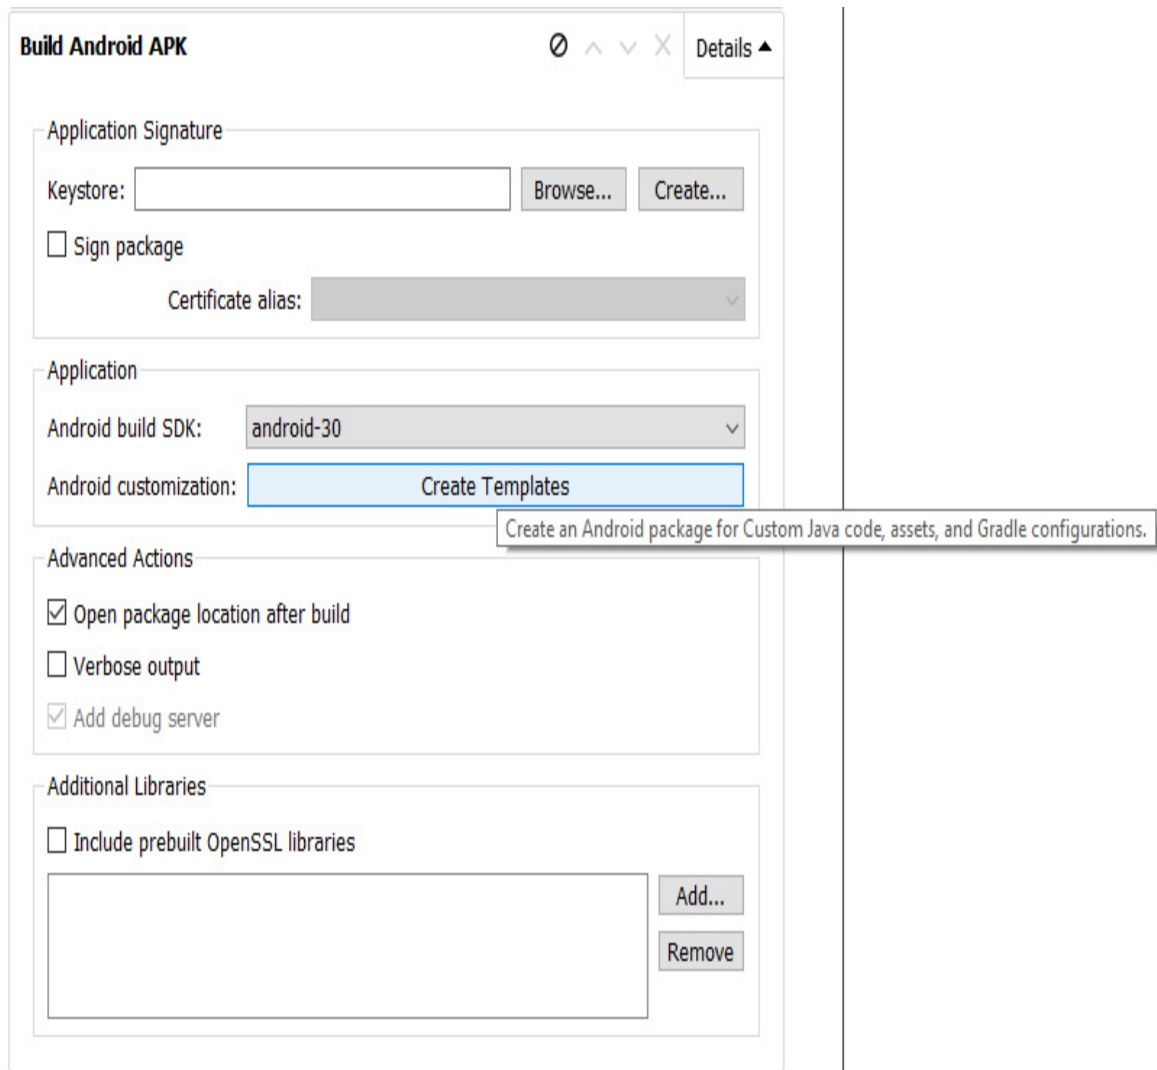 Build Android APK
Details
Application Signature
Keystore:
Browse...
Create...
Sign package
Certificate alias:
Application
Android build SDK:
android-30
Android customization:
Create Templates
Create an Android package for Custom Java code, assets, and Gradle configurations.
Advanced Actions
Open package location after build
Verbose output
Add debug server
Additional Libraries
Include prebuilt OpenSSL libraries
Add...
Remove